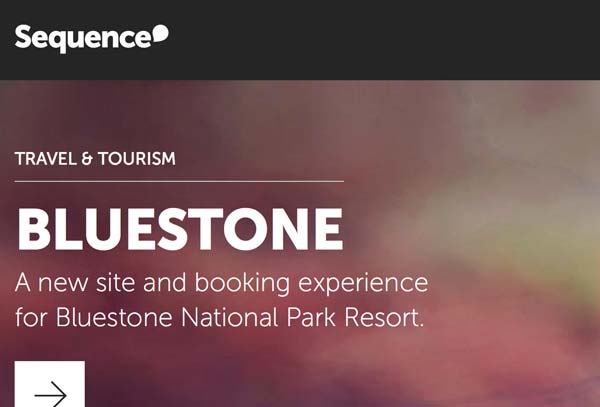 Sequence
TRAVEL & TOURISM
BLUESTONE
A new site and booking experience
for Bluestone National Park Resort.